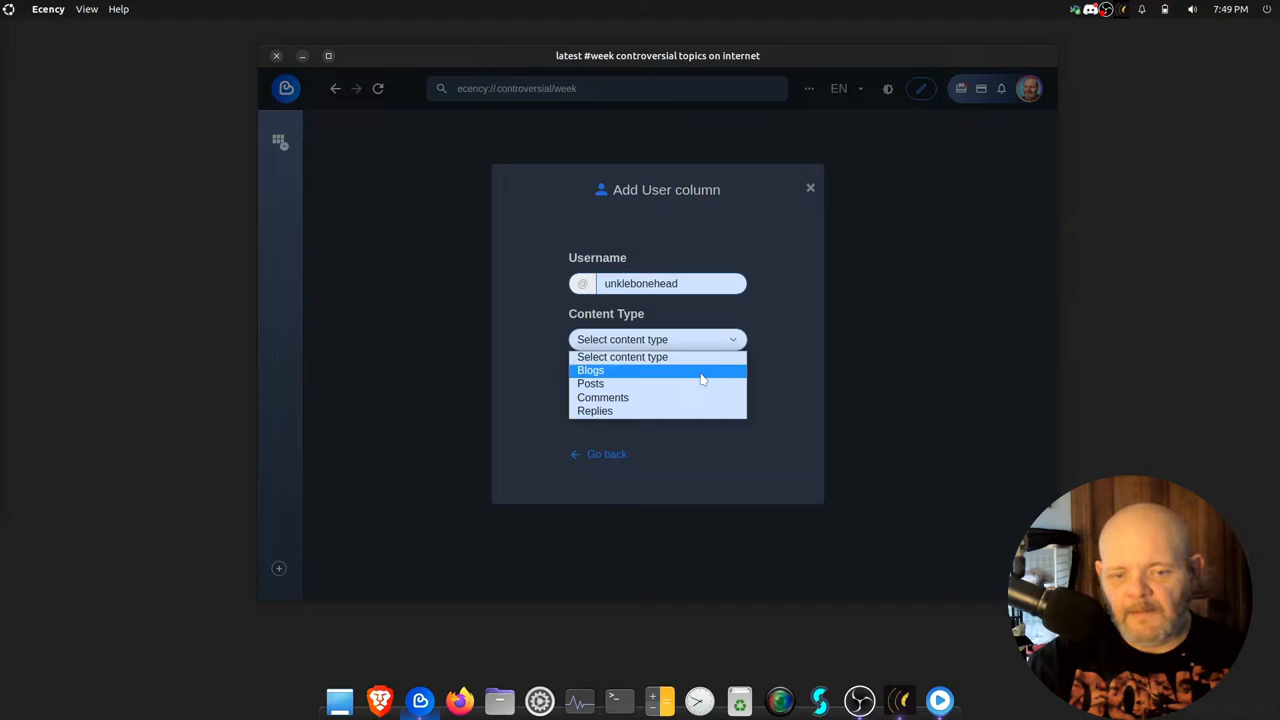 Ecency View Help
7:49 PM
latest #week controversial topics on internet
ecency:// controversial/week
EN
Add User column
Username
@ unklebonehead
Content Type
Select content type
Select content type
Blogs
Posts
Comments
Replies
Go back